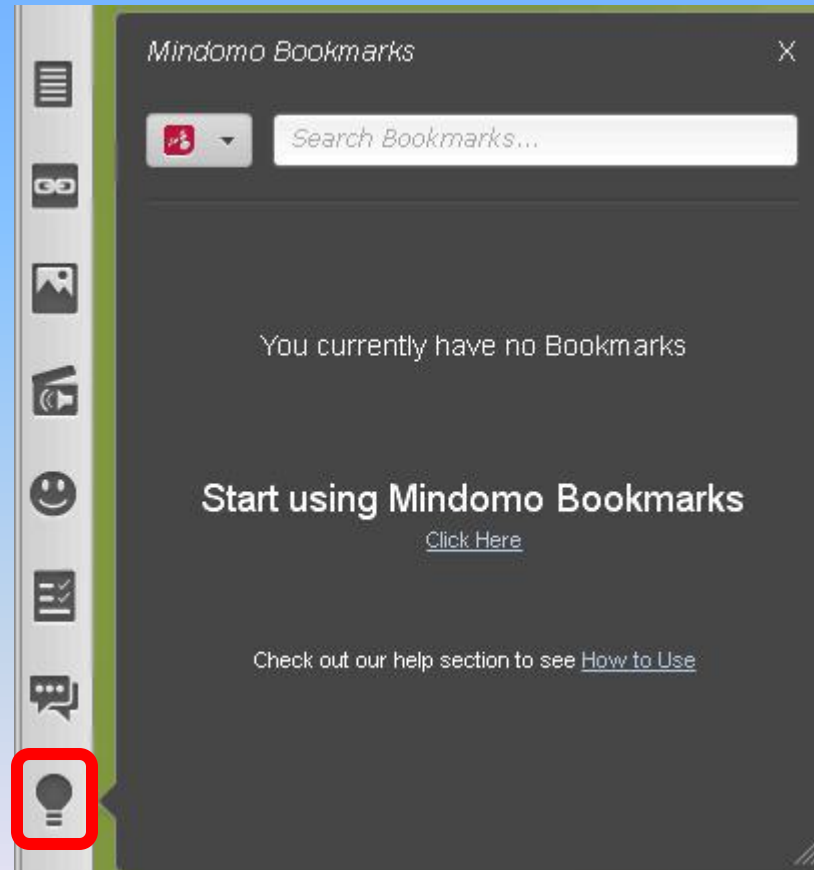 Mindomo Bookmarks X
Search Bookmarks...
You currently have no Bookmarks
Start using Mindomo Bookmarks
Click Here
Check out our help section to see How to Use